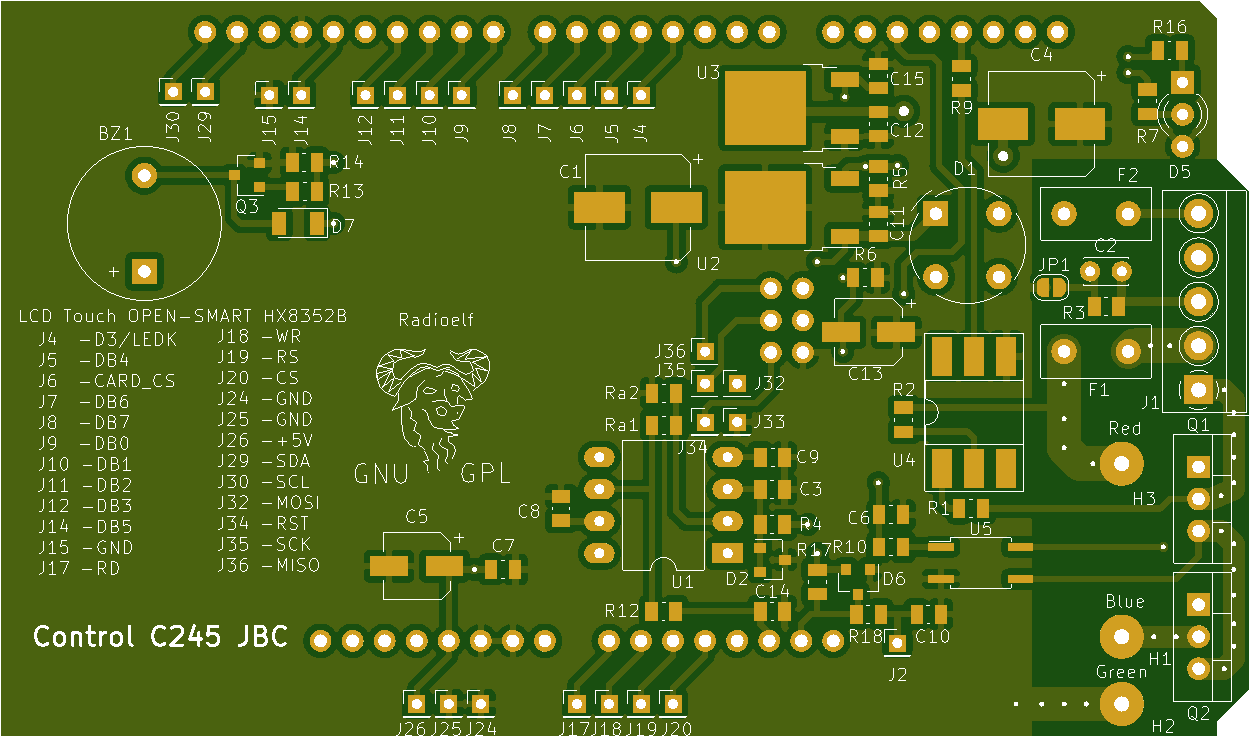 R16
C4
U3
C15
R9
J30
J29
J15
J14
J12
J11
J10
J9
J8
J7
J6
J5
J4
C12
R7
BZ1
R14
Q3
R13
D7
C1
R5
D1
F2
D5
C11
U2
R6
C2
JP1
R3
LCD Touch OPEN-SMART HX8352B
J4 -D3/LEDK
J5 -DB4
J6 -CARD_CS
J7 -DB6
J8 -DB7
J9 -DB0
J10 -DB1
J11 -DB2
J12 -DB3
J14 -DB5
J15 -GND
J17 -RD
J18 -WR
J19 -RS
J20 -CS
J24 -GND
J25 -GND
J26 -+5V
J29 -SDA
J30 -SCL
J32 -MOSI
J34 -RST
J35 -SCK
J36 -MISO
Radioelf
GNU GPL
J36
J35
J32
C13
F1
J1
Ra2
Ra1
J33
J34
R2
Q1
Red
U4
C9
C3
H3
C8
R4
C6
R1
U5
C5
C7
R17
R10
U1
D2
D6
C14
R12
R18
C10
Blue
J2
H1
Green
Q2
H2
Control C245 JBC
J26
J25
J24
J17
J18
J19
J20